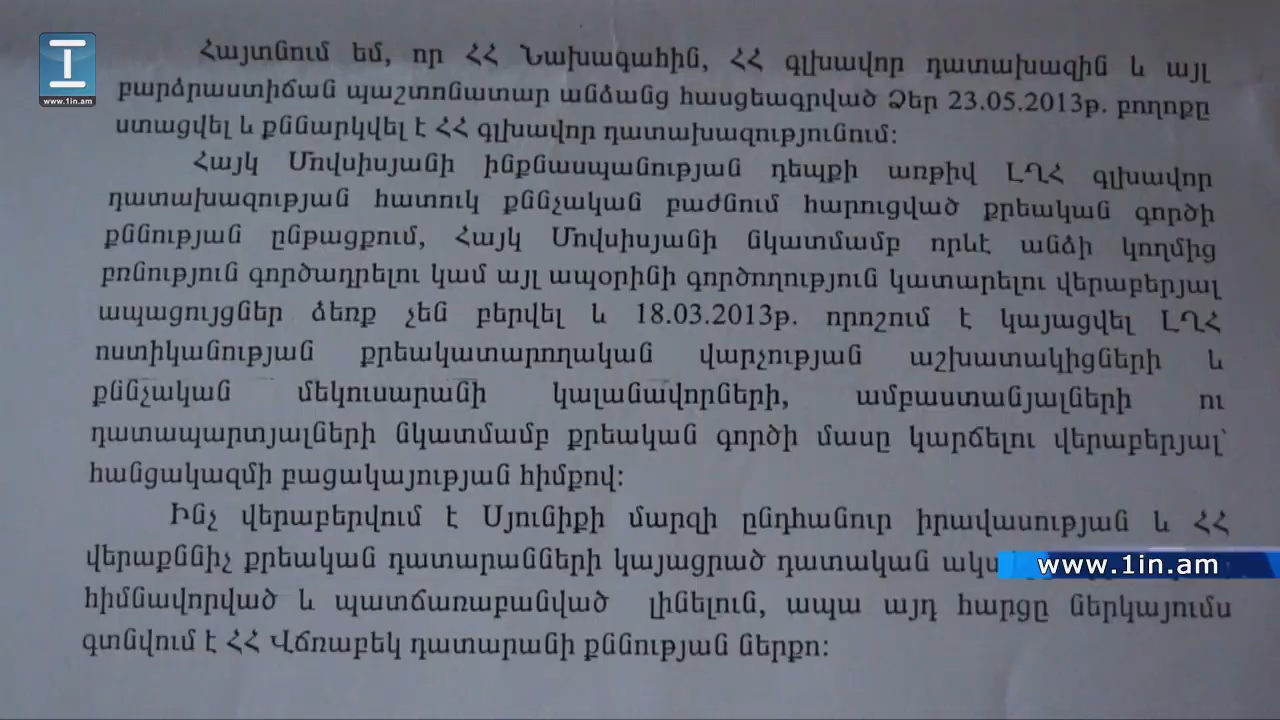 www.1in.am
Հայտնում եմ, որ ՀՀ Նախագահին, ՀՀ գլխավոր դատախազին և այլ
բարձրաստիճան պաշտոնատար անձանց հասցեագրված Ձեր 23.05.2013թ. բողոքը
ստացվել և քննարկվել է ՀՀ գլխավոր դատախազությունում:
Հայկ Մովսիսյանի ինքնասպանության դեպքի առթիվ ԼՂՀ գլխավոր
դատախազության հատուկ քննչական բաժնում հարուցված քրեական գործի
քննության ընթացքում, Հայկ Մովսիսյանի նկատմամբ որևէ անձի կողմից
բռնություն գործադրելու կամ այլ ապօրինի գործողություն կատարելու վերաբերյալ
ապացույցներ ձեռք չեն բերվել և 18.03.2013թ. որոշում է կայացվել ԼՂՀ
ոստիկանության քրեակատարողական վարչության աշխատակիցների և
քննչական մեկուսարանի կալանավորների, ամբաստանյալների ու
դատապարտյալների նկատմամբ քրեական գործի մասը կարճելու վերաբերյալ՝
հանցակազմի բացակայության հիմքով:
Ինչ վերաբերվում է Սյունիքի մարզի ընդհանուր իրավասության և ՀՀ
վերաքննիչ քրեական դատարանների կայացրած դատական
www.1in.am
հիմնավորված և պատճառաբանված լինելուն, ապա այդ հարցը ներկայումս
գտնվում է ՀՀ Վճռաբեկ դատարանի քննության ներքո: